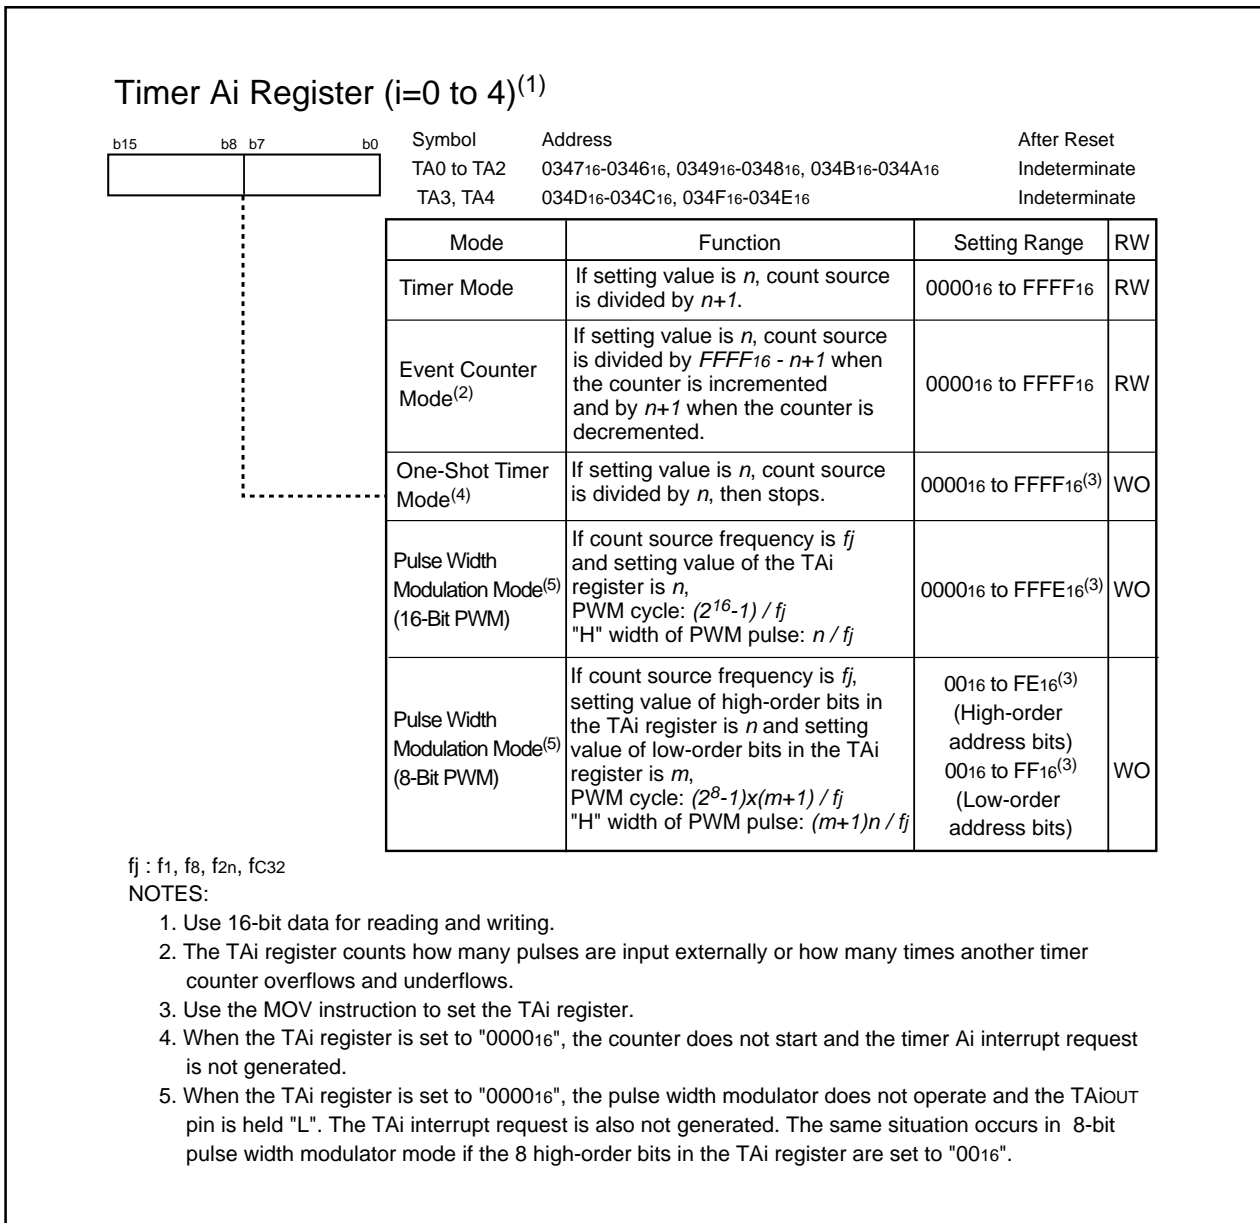 Timer Ai Register (i=0 to 4)(1)
b15 b8 b7 b0
Symbol Address After Reset
TA0 to TA2 034716-034616, 034916-034816, 034B16-034A16 Indeterminate
TA3, TA4 034D16-034C16, 034F16-034E16 Indeterminate
Mode Function Setting Range RW
Timer Mode
If setting value is n, count source
is divided by n+1.
000016 to FFFF16 RW
Event Counter
Mode(2)
If setting value is n, count source
is divided by FFFF16 - n+1 when
the counter is incremented
and by n+1 when the counter is
decremented.
000016 to FFFF16 RW
One-Shot Timer
Mode(4)
If setting value is n, count source
is divided by n, then stops.
000016 to FFFF16(3) WO
Pulse Width
Modulation Mode(5)
(16-Bit PWM)
If count source frequency is fj
and setting value of the TAi
register is n,
PWM cycle: (216-1) / fj
"H" width of PWM pulse: n / fj
000016 to FFFE16(3) WO
Pulse Width
Modulation Mode(5)
(8-Bit PWM)
If count source frequency is fj,
setting value of high-order bits in
the TAi register is n and setting
value of low-order bits in the TAi
register is m,
PWM cycle: (28-1)x(m+1) / fj
"H" width of PWM pulse: (m+1)n / fj
0016 to FE16(3)
(High-order
address bits)
0016 to FF16(3)
(Low-order
address bits)
WO
fj : f1, f8, f2n, fC32
NOTES:
1. Use 16-bit data for reading and writing.
2. The TAi register counts how many pulses are input externally or how many times another timer
counter overflows and underflows.
3. Use the MOV instruction to set the TAi register.
4. When the TAi register is set to "000016", the counter does not start and the timer Ai interrupt request
is not generated.
5. When the TAi register is set to "000016", the pulse width modulator does not operate and the TAiOUT
pin is held "L". The TAi interrupt request is also not generated. The same situation occurs in 8-bit
pulse width modulator mode if the 8 high-order bits in the TAi register are set to "0016".